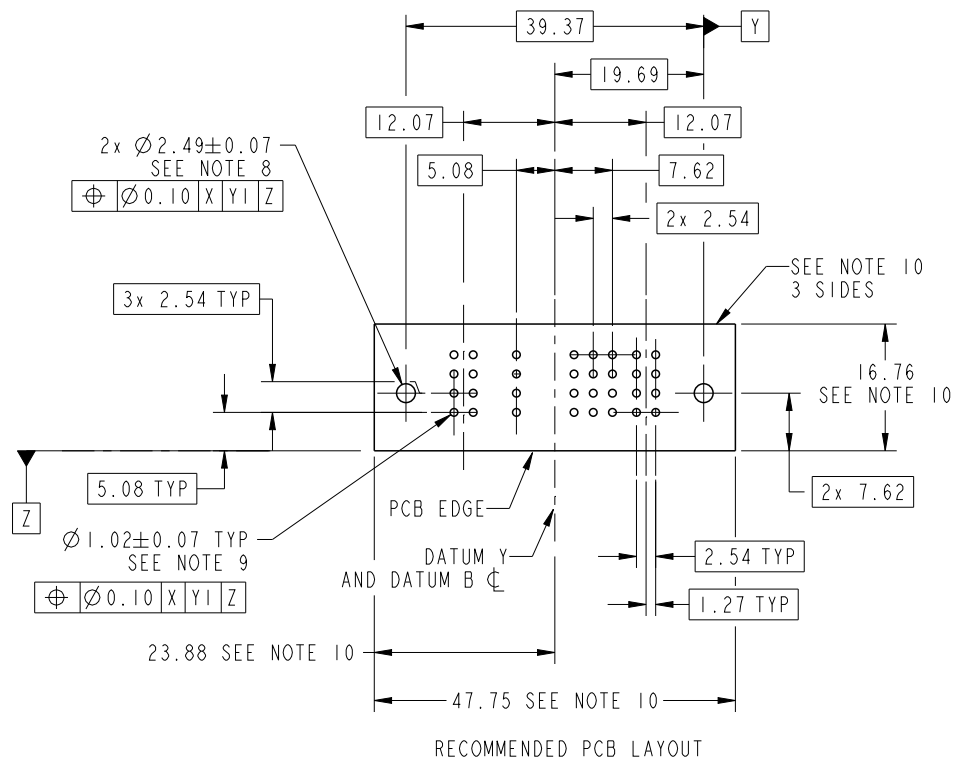 39.37
Y
19.69
12.07
12.07
2x Ø2.49±0.07
SEE NOTE 8
⌖ Ø0.10 X Y1 Z
5.08
7.62
2x 2.54
SEE NOTE 10
3 SIDES
3x 2.54 TYP
16.76
SEE NOTE 10
5.08 TYP
2x 7.62
Z
PCB EDGE
Ø1.02±0.07 TYP
SEE NOTE 9
⌖ Ø0.10 X Y1 Z
DATUM Y
AND DATUM B ℄
2.54 TYP
1.27 TYP
23.88 SEE NOTE 10
47.75 SEE NOTE 10
RECOMMENDED PCB LAYOUT